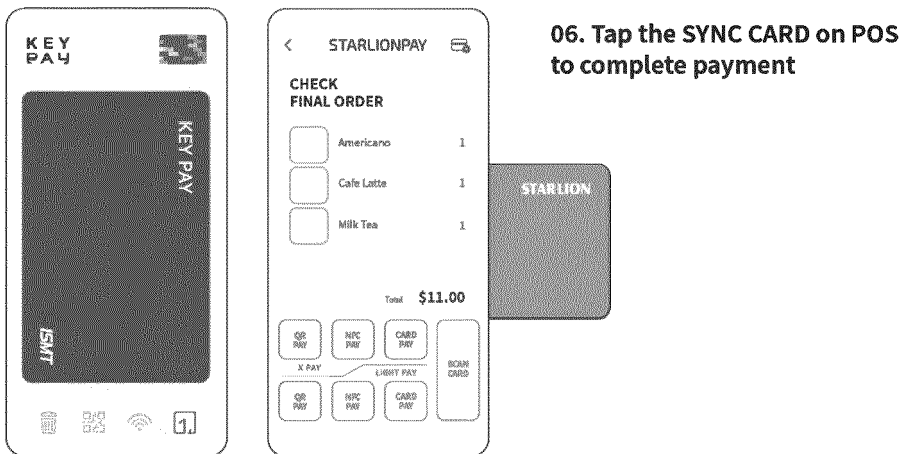 KEY
PAY
KEY PAY
ISMT
1
STARLIONPAY
CHECK
FINAL ORDER
Americano 1
Cafe Latte 1
Milk Tea 1
Total $11.00
QR
PAY
NFC
PAY
CARD
PAY
X PAY
LIGHT PAY
SCAN
CARD
QR
PAY
NFC
PAY
CARD
PAY
STARLION
06. Tap the SYNC CARD on POS
to complete payment